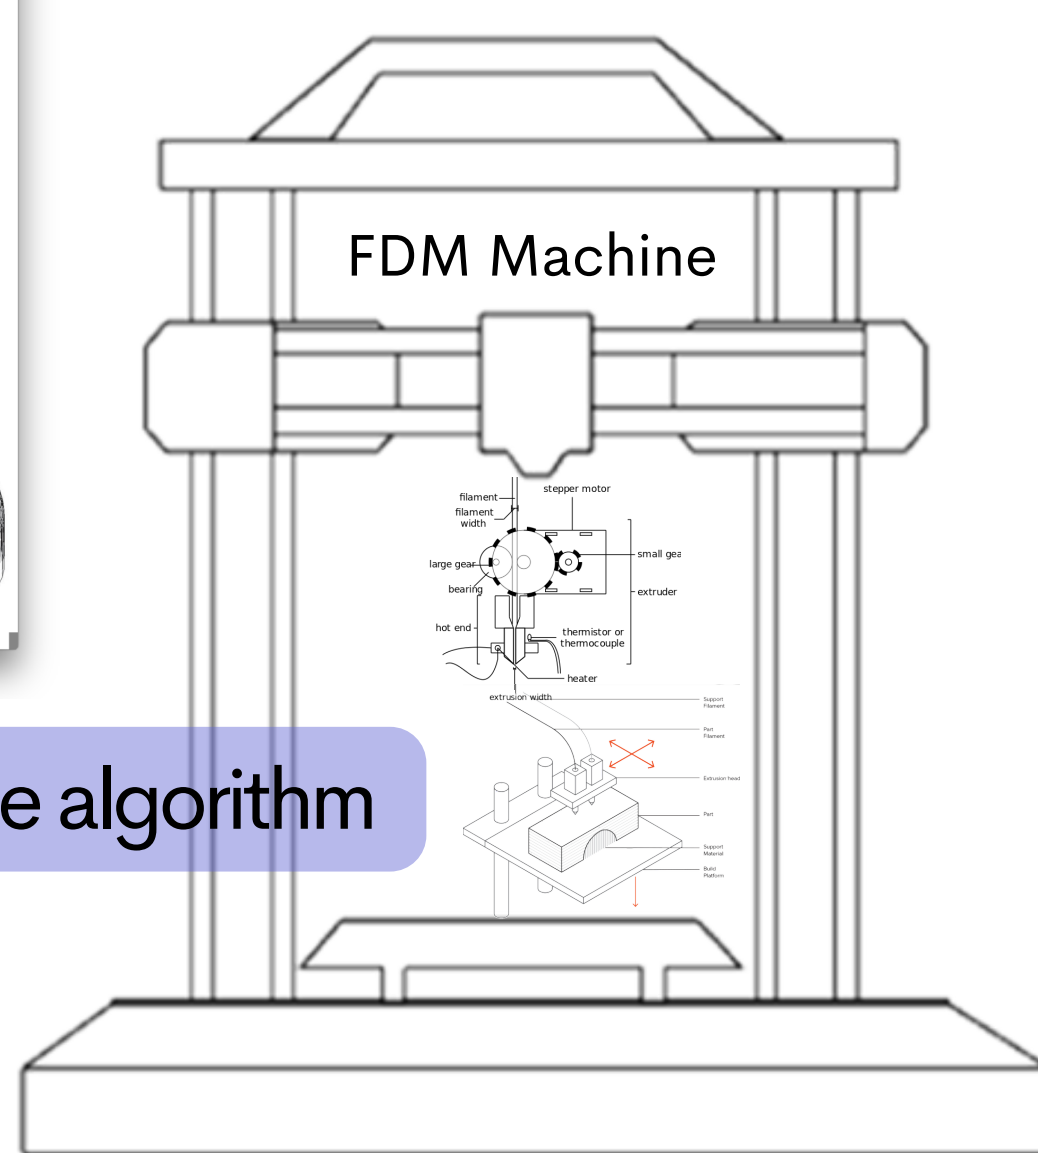 FDM Machine
filament
stepper motor
filament
width
small gea
large gear
bearing
extruder
hot end
thermistor or
thermocouple
heater
extrusion width
Support
Filament
Part
Filament
Extrusion head
e algorithm
Part
Support
Material
Build
Platform